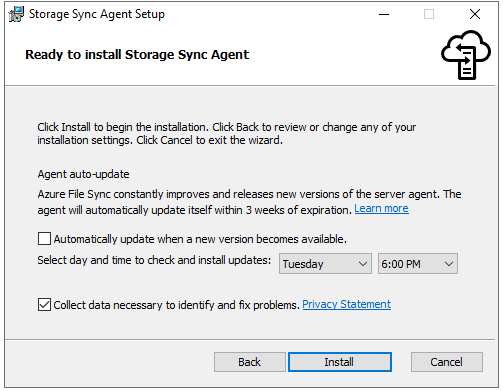 Storage Sync Agent Setup
Ready to install Storage Sync Agent
Click Install to begin the installation. Click Back to review or change any of your
installation settings. Click Cancel to exit the wizard.
Agent auto-update
Azure File Sync constantly improves and releases new versions of the server agent. The
agent will automatically update itself within 3 weeks of expiration. Learn more
Automatically update when a new version becomes available.
Select day and time to check and install updates: Tuesday 6:00 PM
Collect data necessary to identify and fix problems. Privacy Statement
Back Install Cancel